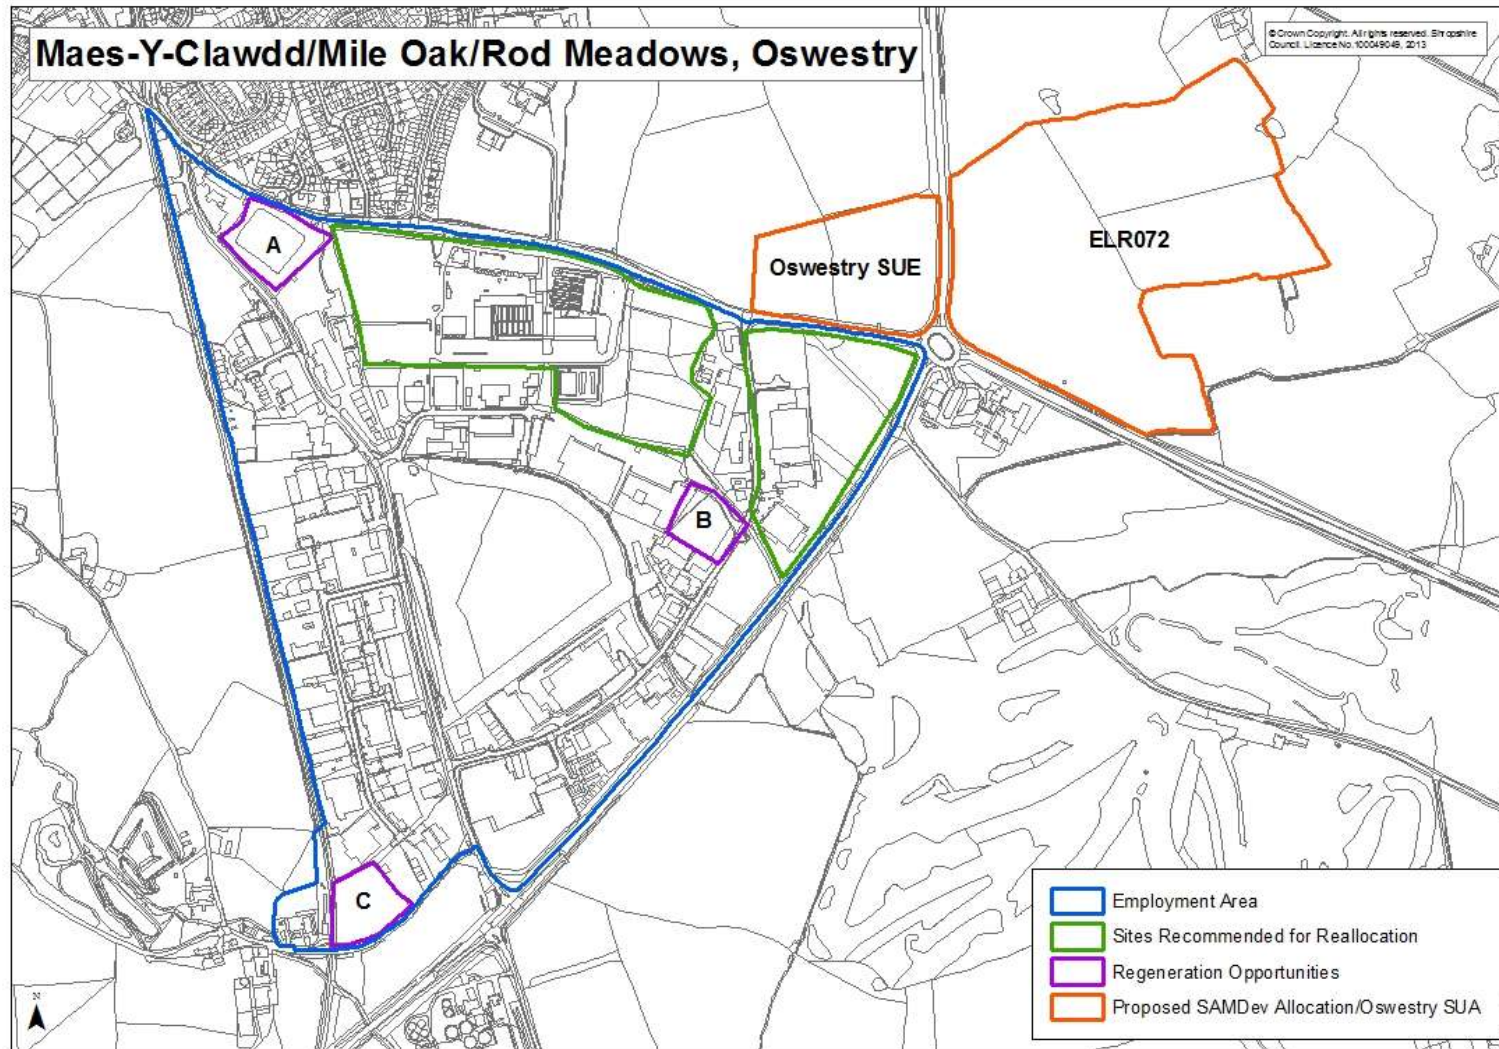 Maes-Y-Clawdd/Mile Oak/Rod Meadows, Oswestry
© Crown Copyright. All rights reserved. Shropshire
Council. Licence No. 100049049, 2013
A
Oswestry SUE
ELR072
B
C
Employment Area
Sites Recommended for Reallocation
Regeneration Opportunities
Proposed SAMDev Allocation/Oswestry SUA
N